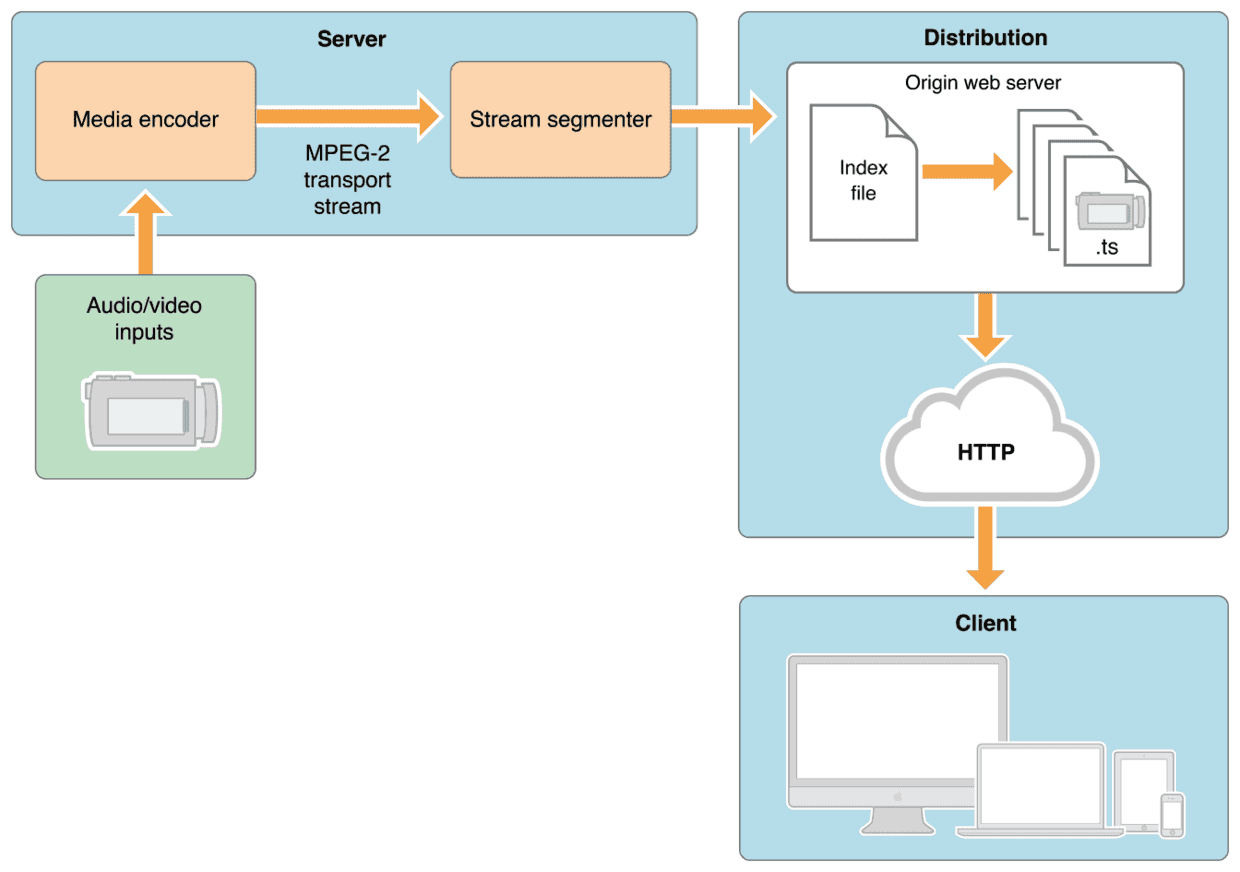 Server
Media encoder
MPEG-2
transport
stream
Stream segmenter
Audio/video
inputs
Distribution
Origin web server
Index
file
.ts
HTTP
Client